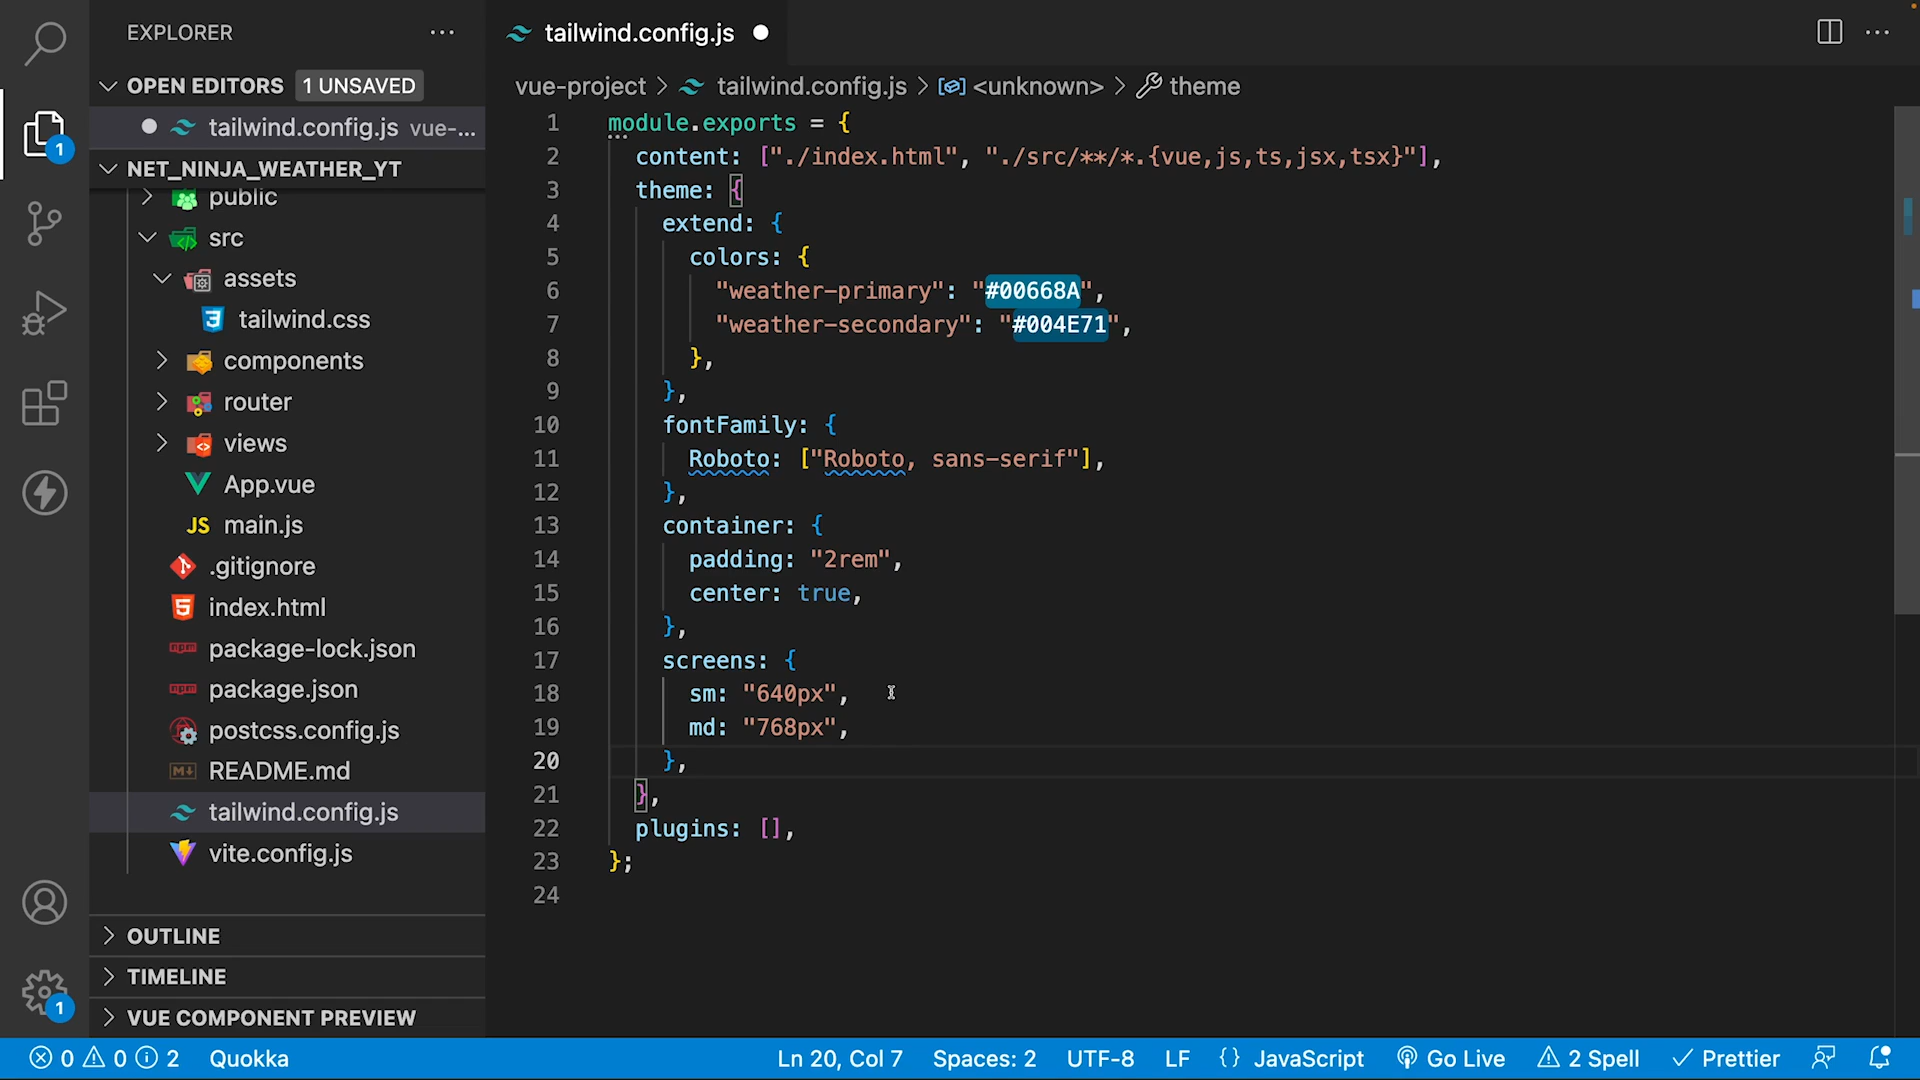 EXPLORER
OPEN EDITORS 1 UNSAVED
tailwind.config.js vue-...
1
NET_NINJA_WEATHER_YT
public
src
assets
tailwind.css
components
router
views
App.vue
JS main.js
.gitignore
index.html
package-lock.json
package.json
postcss.config.js
README.md
tailwind.config.js
vite.config.js
OUTLINE
TIMELINE
1
VUE COMPONENT PREVIEW
tailwind.config.js
vue-project > tailwind.config.js > <unknown> > theme
1 module.exports = {
2 content: ["./index.html", "./src/**/*.{vue,js,ts,jsx,tsx}"],
3 theme: {
4 extend: {
5 colors: {
6 "weather-primary": "#00668A",
7 "weather-secondary": "#004E71",
8 },
9 },
10 fontFamily: {
11 Roboto: ["Roboto, sans-serif"],
12 },
13 container: {
14 padding: "2rem",
15 center: true,
16 },
17 screens: {
18 sm: "640px",
19 md: "768px",
20 },
21 },
22 plugins: [],
23 };
24
0 0 2 Quokka Ln 20, Col 7 Spaces: 2 UTF-8 LF {} JavaScript Go Live 2 Spell Prettier